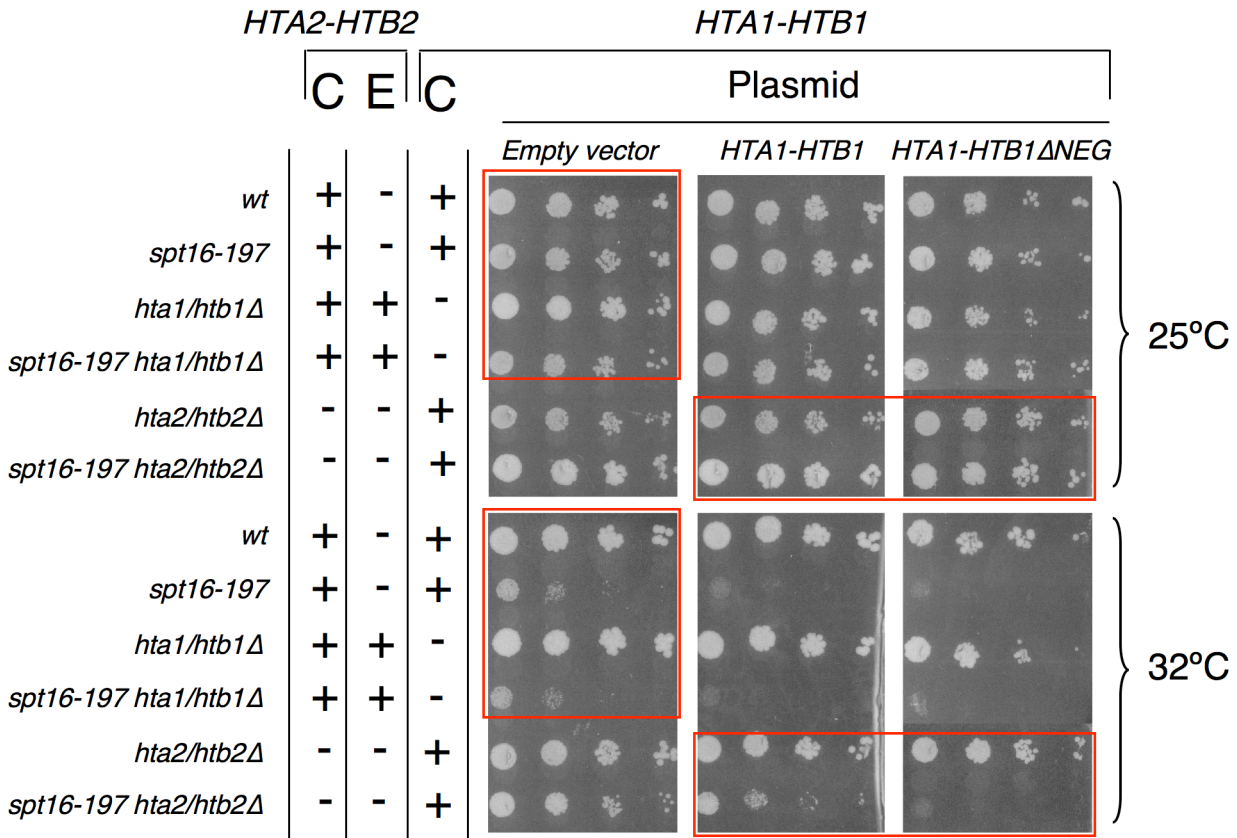 HTA2-HTB2 HTA1-HTB1
C E C Plasmid
Empty vector HTA1-HTB1 HTA1-HTB1ΔNEG
wt + - +
spt16-197 + - +
hta1/htb1Δ + + -
spt16-197 hta1/htb1Δ + + -
25ºC
hta2/htb2Δ - - +
spt16-197 hta2/htb2Δ - - +
wt + - +
spt16-197 + - +
hta1/htb1Δ + + -
spt16-197 hta1/htb1Δ + + -
32ºC
hta2/htb2Δ - - +
spt16-197 hta2/htb2Δ - - +